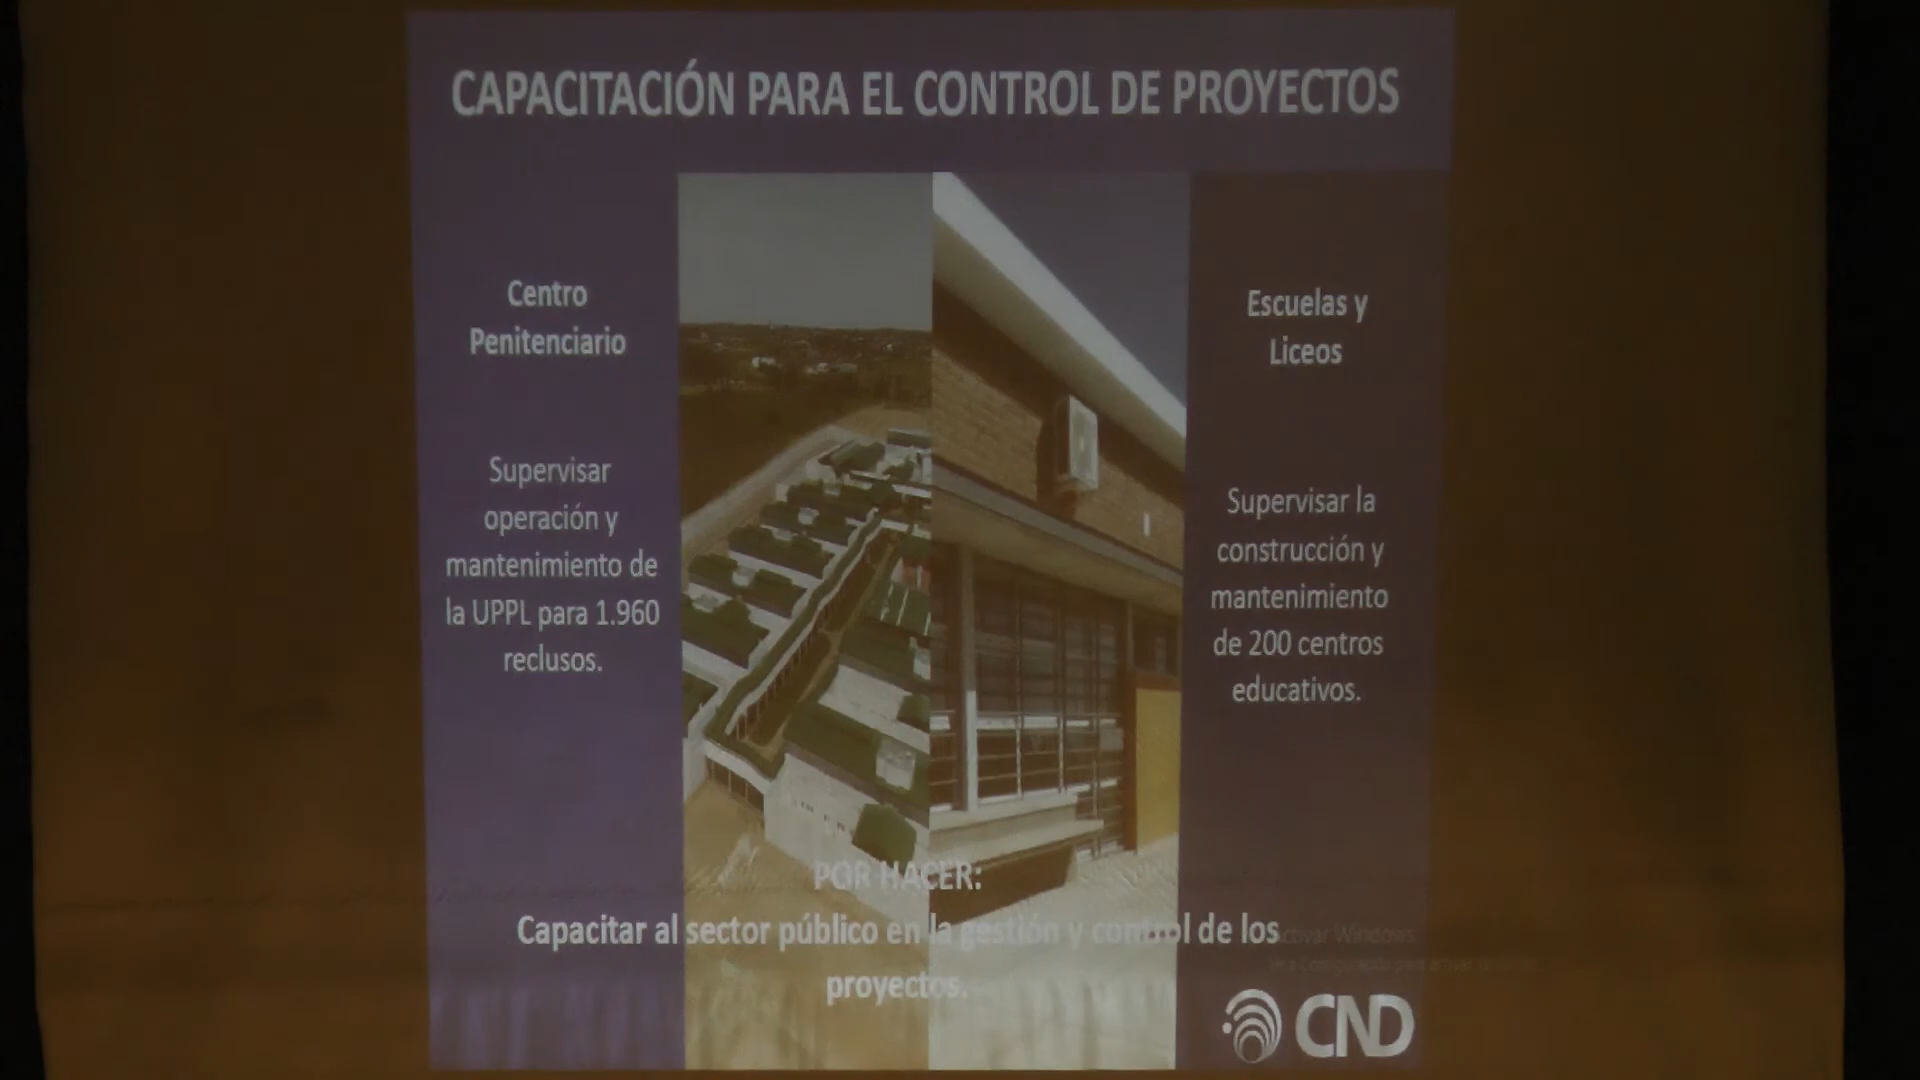 CAPACITACIÓN PARA EL CONTROL DE PROYECTOS
Centro
Penitenciario
Supervisar
operación y
mantenimiento de
la UPPL para 1.960
reclusos.
Escuelas y
Liceos
Supervisar la
construcción y
mantenimiento
de 200 centros
educativos.
POR HACER:
Capacitar al sector público en la gestión y control de los
proyectos.
Activar Windows
CND